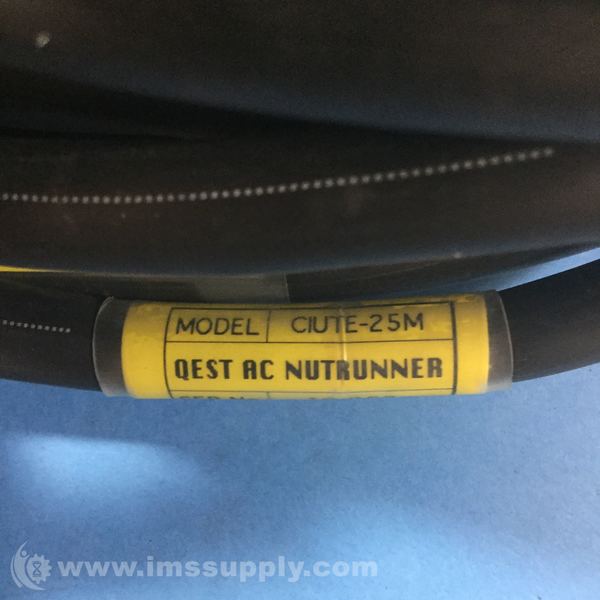 MODEL CIUTE-25M
QEST AC NUTRUNNER
www.imssupply.com